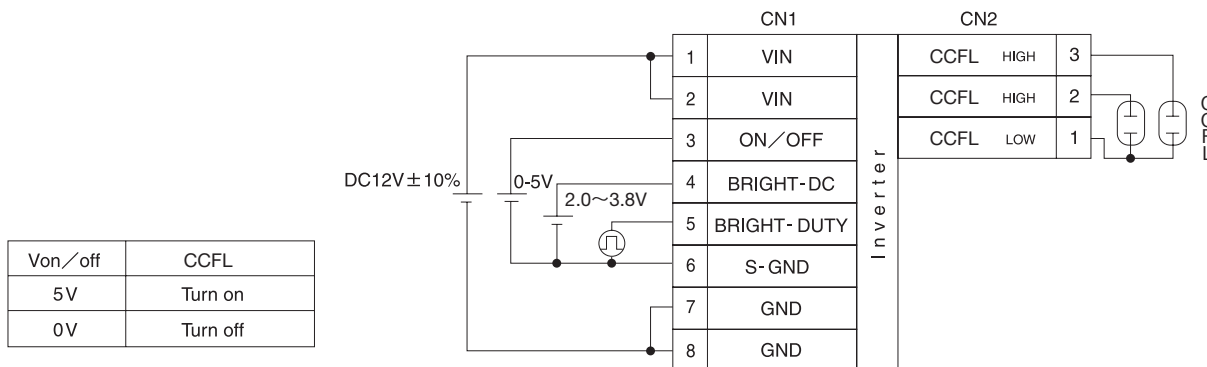 CN1 CN2
1 VIN CCFL HIGH 3
2 VIN CCFL HIGH 2
3 ON／OFF CCFL LOW 1
DC12V±10% 0-5V 4 BRIGHT-DC
2.0～3.8V
5 BRIGHT-DUTY
Inverter
6 S-GND
7 GND
8 GND
Von／off CCFL
5V Turn on
0V Turn off